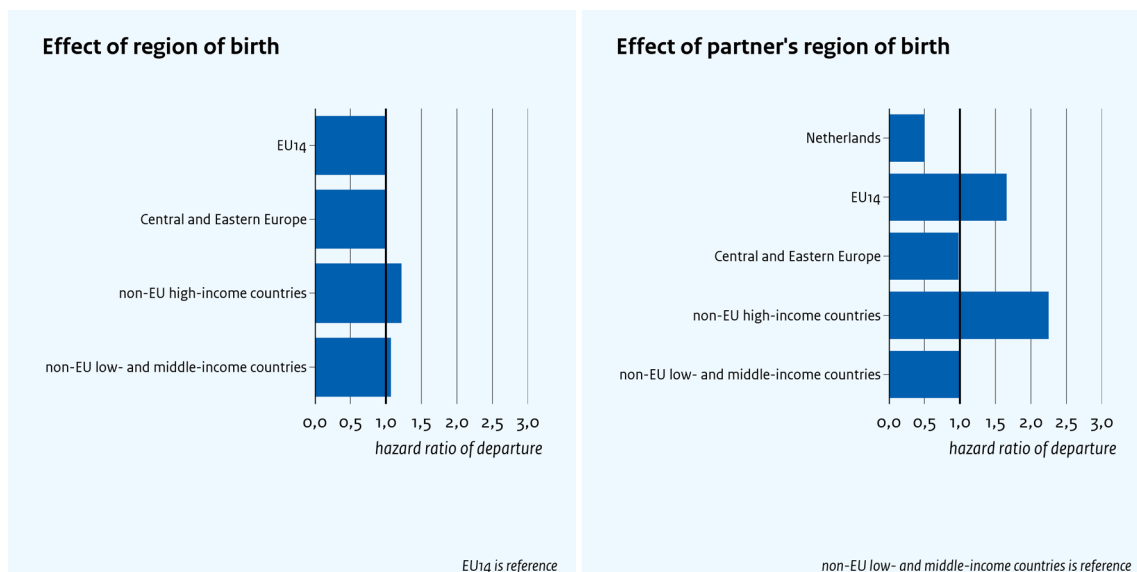 Effect of region of birth
EU14
Central and Eastern Europe
non-EU high-income countries
non-EU low- and middle-income countries
0,0 0,5 1,0 1,5 2,0 2,5 3,0
hazard ratio of departure
EU14 is reference
Effect of partner's region of birth
Netherlands
EU14
Central and Eastern Europe
non-EU high-income countries
non-EU low- and middle-income countries
0,0 0,5 1,0 1,5 2,0 2,5 3,0
hazard ratio of departure
non-EU low- and middle-income countries is reference